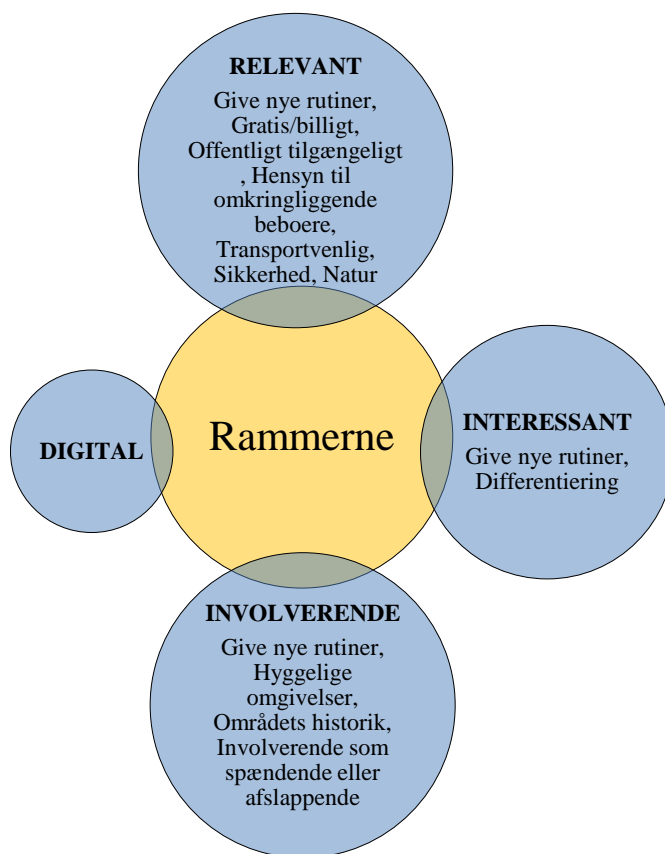 RELEVANT
Give nye rutiner,
Gratis/billigt,
Offentligt tilgængeligt
, Hensyn til
omkringliggende
beboere,
Transportvenlig,
Sikkerhed, Natur
Rammerne
DIGITAL
INTERESSANT
Give nye rutiner,
Differentiering
INVOLVERENDE
Give nye rutiner,
Hyggelige
omgivelser,
Områdets historik,
Involverende som
spændende eller
afslappende